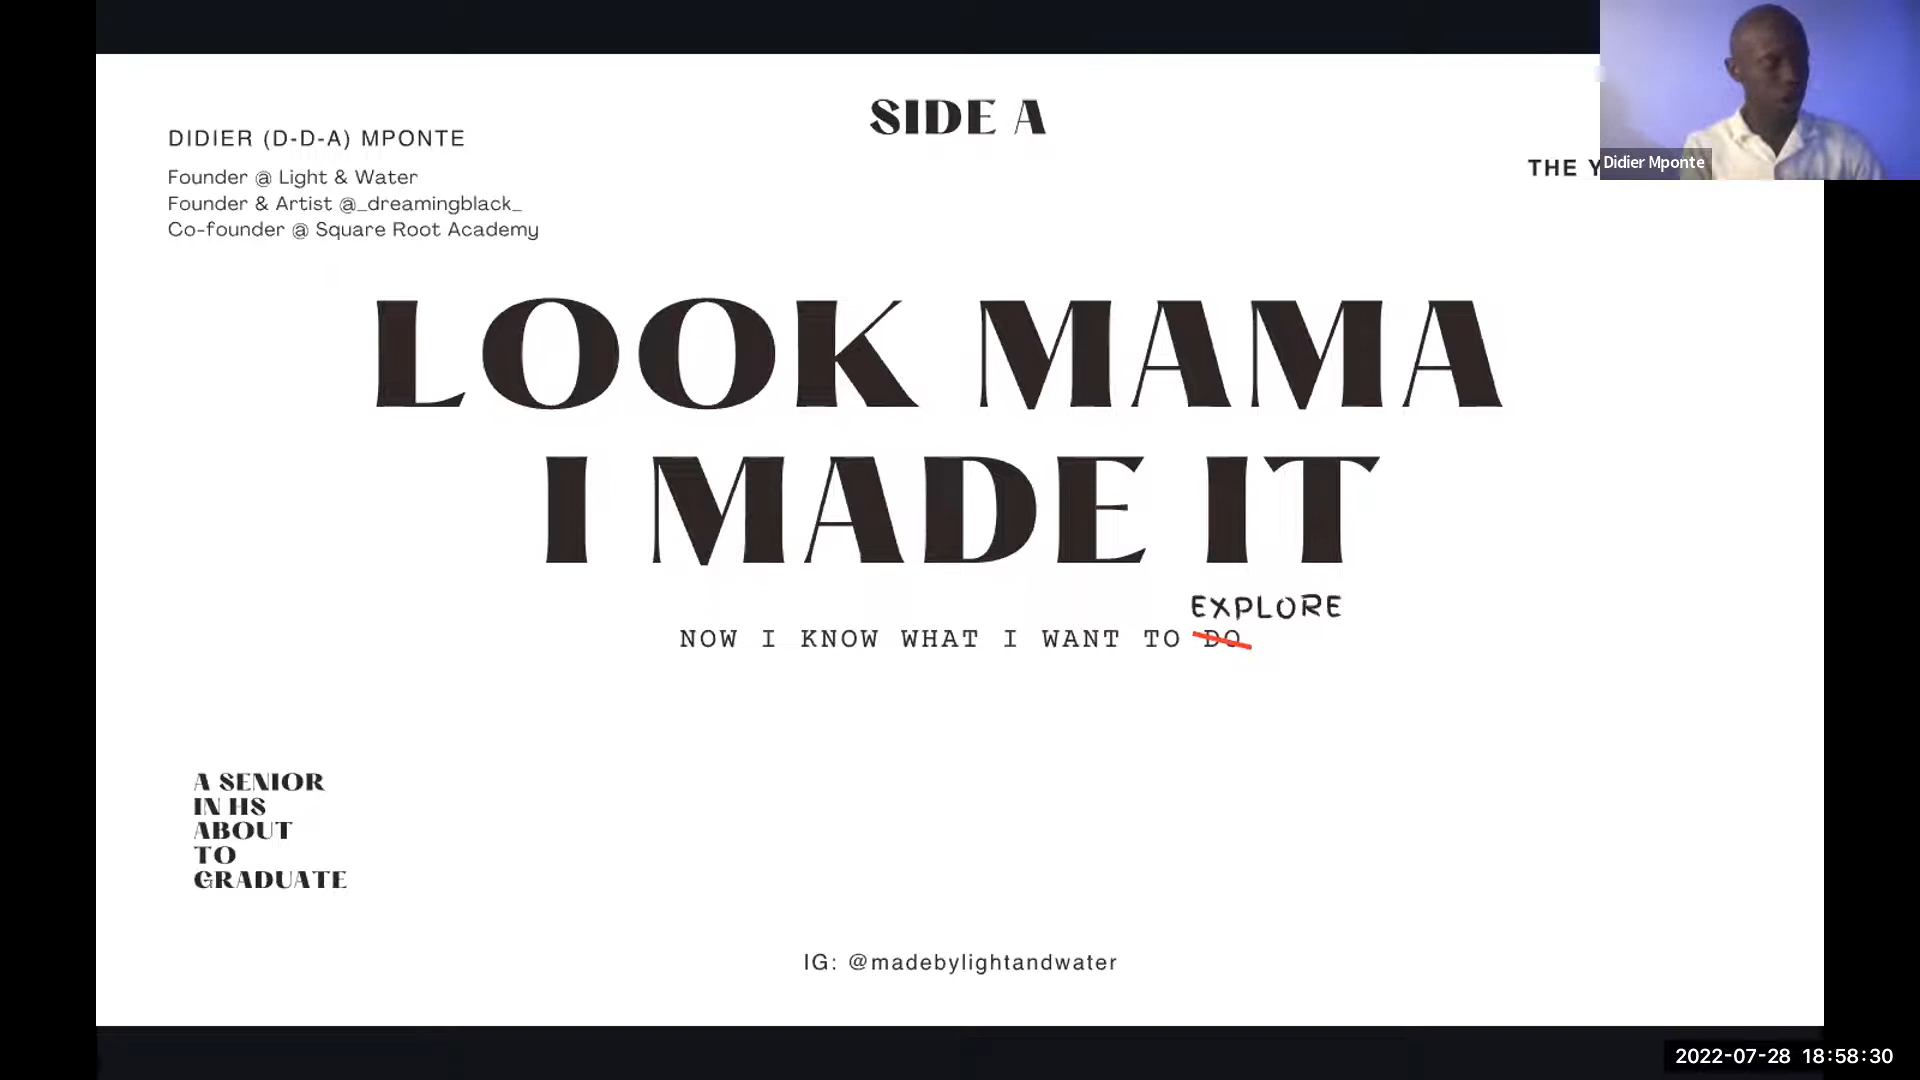 SIDE A
DIDIER (D-D-A) MPONTE
Founder @ Light & Water
Founder & Artist @_dreamingblack_
Co-founder @ Square Root Academy
THE
Didier Mponte
LOOK MAMA
I MADE IT
EXPLORE
NOW I KNOW WHAT I WANT TO DO
A SENIOR
IN HS
ABOUT
TO
GRADUATE
IG: @madebylightandwater
2022-07-28 18:58:30